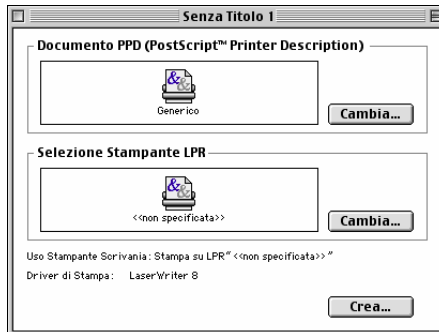 Senza Titolo 1
Documento PPD (PostScript™ Printer Description)
Generico
Cambia...
Selezione Stampante LPR
<<non specificata>>
Cambia...
Uso Stampante Scrivania: Stampa su LPR" <<non specificata>> "
Driver di Stampa: LaserWriter 8
Crea...